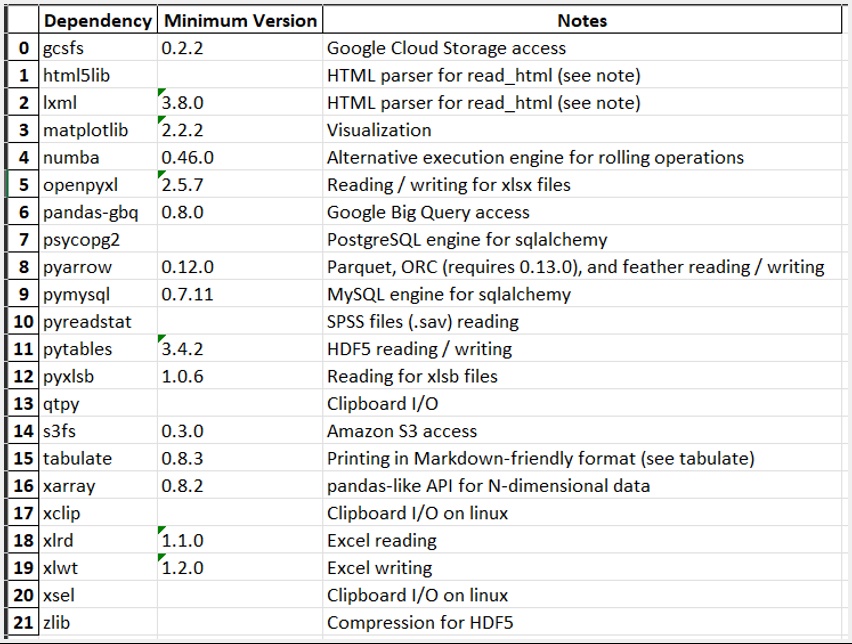 Dependency Minimum Version Notes
0 gcsfs 0.2.2 Google Cloud Storage access
1 html5lib HTML parser for read_html (see note)
2 lxml 3.8.0 HTML parser for read_html (see note)
3 matplotlib 2.2.2 Visualization
4 numba 0.46.0 Alternative execution engine for rolling operations
5 openpyxl 2.5.7 Reading / writing for xlsx files
6 pandas-gbq 0.8.0 Google Big Query access
7 psycopg2 PostgreSQL engine for sqlalchemy
8 pyarrow 0.12.0 Parquet, ORC (requires 0.13.0), and feather reading / writing
9 pymysql 0.7.11 MySQL engine for sqlalchemy
10 pyreadstat SPSS files (.sav) reading
11 pytables 3.4.2 HDF5 reading / writing
12 pyxlsb 1.0.6 Reading for xlsb files
13 qtpy Clipboard I/O
14 s3fs 0.3.0 Amazon S3 access
15 tabulate 0.8.3 Printing in Markdown-friendly format (see tabulate)
16 xarray 0.8.2 pandas-like API for N-dimensional data
17 xclip Clipboard I/O on linux
18 xlrd 1.1.0 Excel reading
19 xlwt 1.2.0 Excel writing
20 xsel Clipboard I/O on linux
21 zlib Compression for HDF5